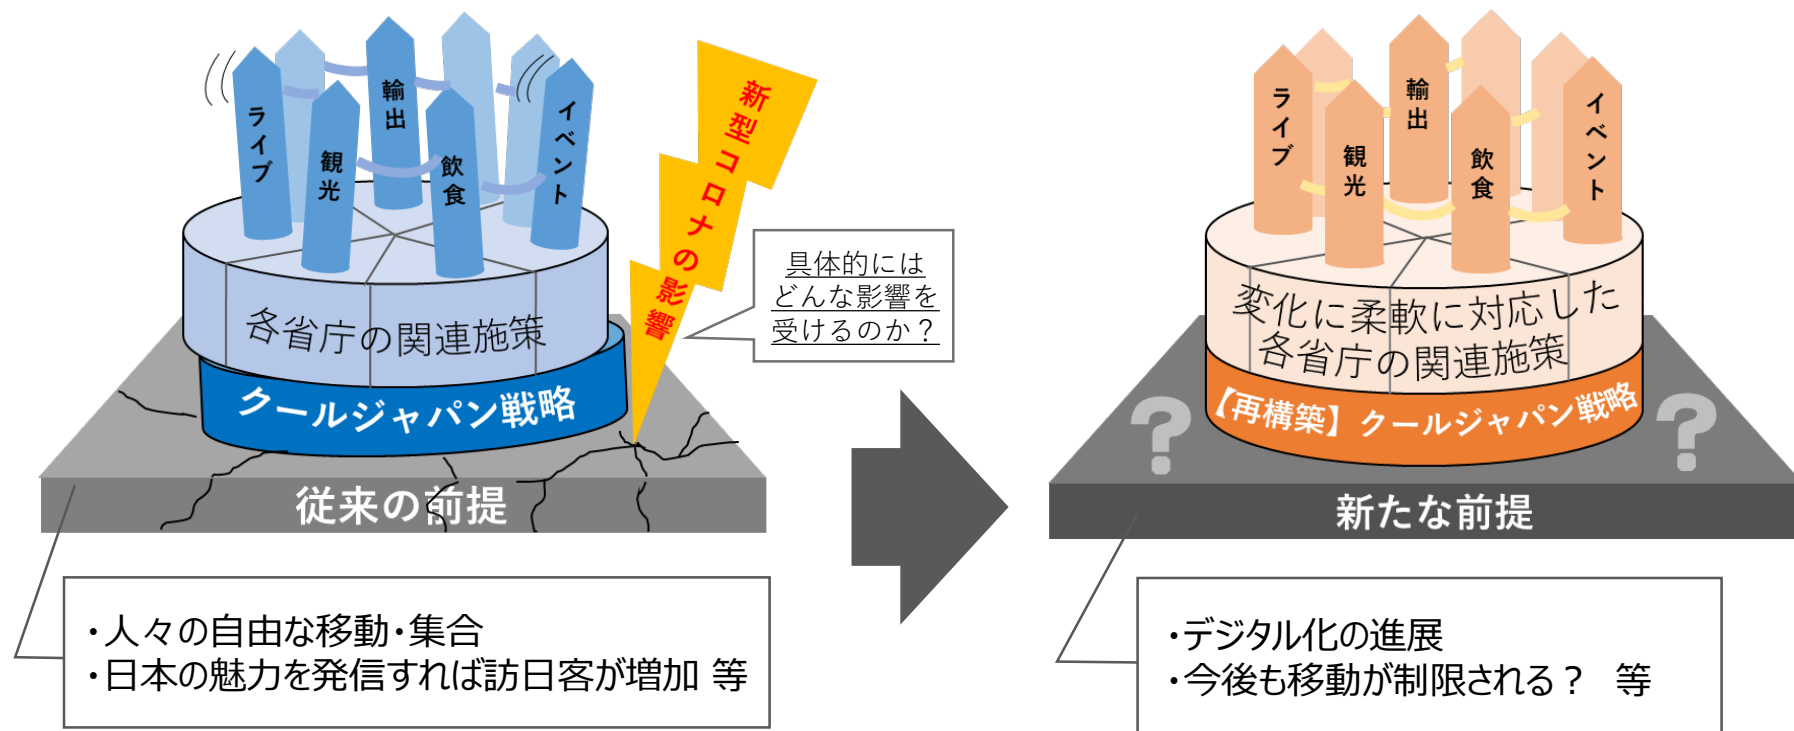 ライブ
観光
輸出
飲食
イベント
各省庁の関連施策
クールジャパン戦略
従来の前提
新型コロナの影響
具体的には
どんな影響を
受けるのか？
・人々の自由な移動・集合
・日本の魅力を発信すれば訪日客が増加 等
ライブ
観光
輸出
飲食
イベント
変化に柔軟に対応した
各省庁の関連施策
【再構築】クールジャパン戦略
? ?
新たな前提
・デジタル化の進展
・今後も移動が制限される？ 等